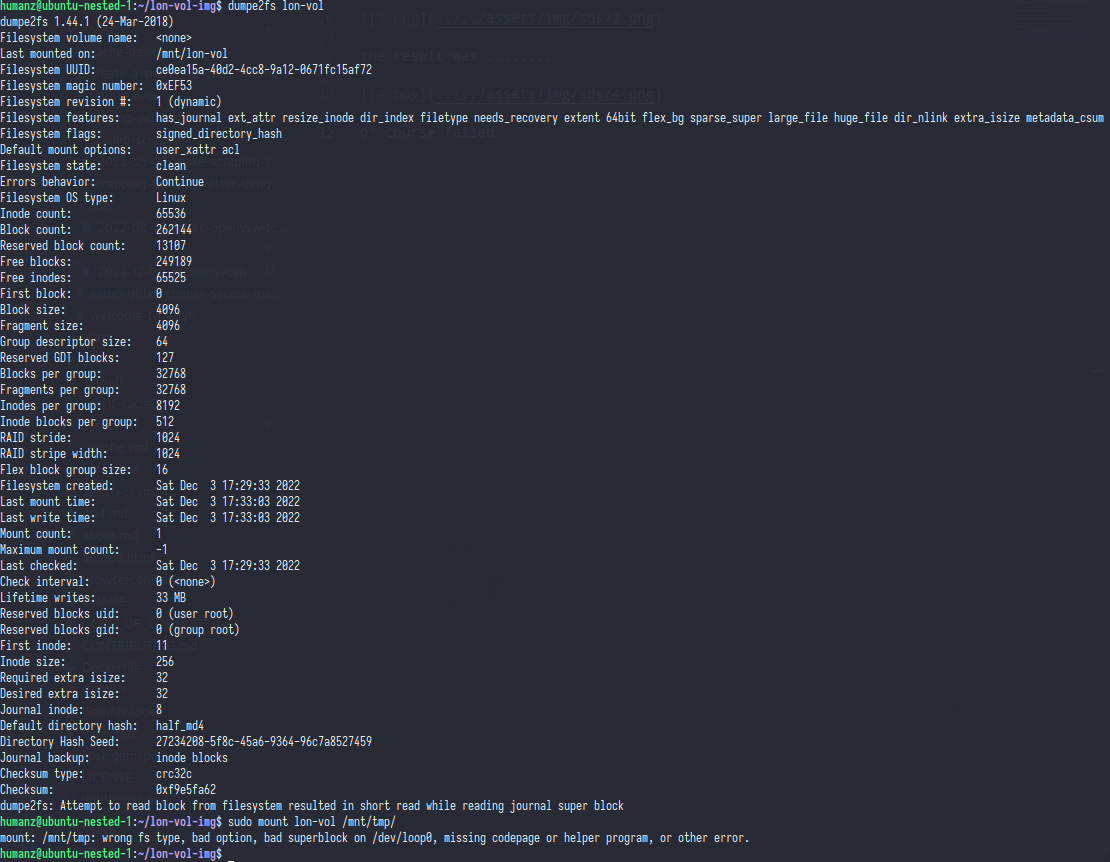 humanz@ubuntu-nested-1:~/lon-vol-img$ dumpe2fs lon-vol
dumpe2fs 1.44.1 (24-Mar-2018)
Filesystem volume name:   <none>
Last mounted on:          /mnt/lon-vol
Filesystem UUID:          ce0ea15a-40d2-4cc8-9a12-0671fc15af72
Filesystem magic number:  0xEF53
Filesystem revision #:    1 (dynamic)
Filesystem features:      has_journal ext_attr resize_inode dir_index filetype needs_recovery extent 64bit flex_bg sparse_super large_file huge_file dir_nlink extra_isize metadata_csum
Filesystem flags:         signed_directory_hash
Default mount options:    user_xattr acl
Filesystem state:         clean
Errors behavior:          Continue
Filesystem OS type:       Linux
Inode count:              65536
Block count:              262144
Reserved block count:     13107
Free blocks:              249189
Free inodes:              65525
First block:              0
Block size:               4096
Fragment size:            4096
Group descriptor size:    64
Reserved GDT blocks:      127
Blocks per group:         32768
Fragments per group:      32768
Inodes per group:         8192
Inode blocks per group:   512
RAID stride:              1024
RAID stripe width:        1024
Flex block group size:    16
Filesystem created:       Sat Dec  3 17:29:33 2022
Last mount time:          Sat Dec  3 17:33:03 2022
Last write time:          Sat Dec  3 17:33:03 2022
Mount count:              1
Maximum mount count:      -1
Last checked:             Sat Dec  3 17:29:33 2022
Check interval:           0 (<none>)
Lifetime writes:          33 MB
Reserved blocks uid:      0 (user root)
Reserved blocks gid:      0 (group root)
First inode:              11
Inode size:               256
Required extra isize:     32
Desired extra isize:      32
Journal inode:            8
Default directory hash:   half_md4
Directory Hash Seed:      27234208-5f8c-45a6-9364-96c7a8527459
Journal backup:           inode blocks
Checksum type:            crc32c
Checksum:                 0xf9e5fa62
dumpe2fs: Attempt to read block from filesystem resulted in short read while reading journal super block
humanz@ubuntu-nested-1:~/lon-vol-img$ sudo mount lon-vol /mnt/tmp/
mount: /mnt/tmp: wrong fs type, bad option, bad superblock on /dev/loop0, missing codepage or helper program, or other error.
humanz@ubuntu-nested-1:~/lon-vol-img$